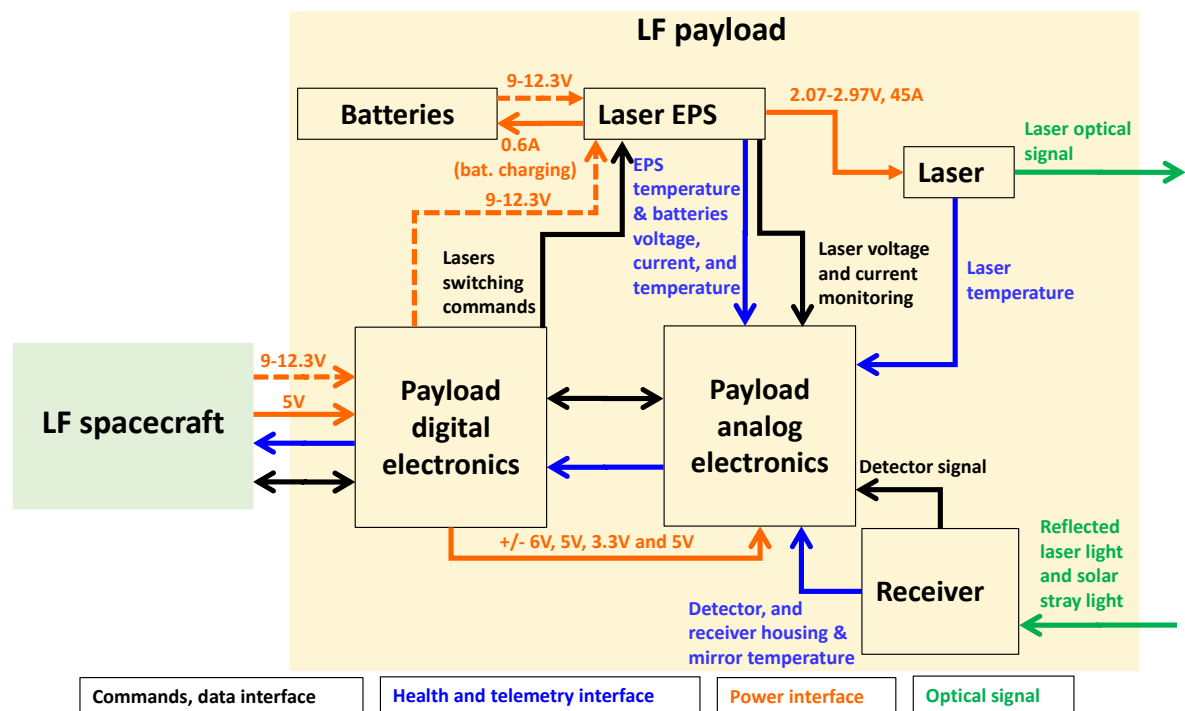 LF payload
9-12.3V
Batteries
Laser EPS
2.07-2.97V, 45A
0.6A
(bat. charging)
9-12.3V
EPS
temperature
& batteries
voltage,
current, and
temperature
Laser optical
signal
Laser
Lasers
switching
commands
Laser voltage
and current
monitoring
Laser
temperature
LF spacecraft
9-12.3V
5V
Payload
digital
electronics
Payload
analog
electronics
Detector signal
+/- 6V, 5V, 3.3V and 5V
Receiver
Reflected
laser light
and solar
stray light
Detector, and
receiver housing &
mirror temperature
Commands, data interface
Health and telemetry interface
Power interface
Optical signal